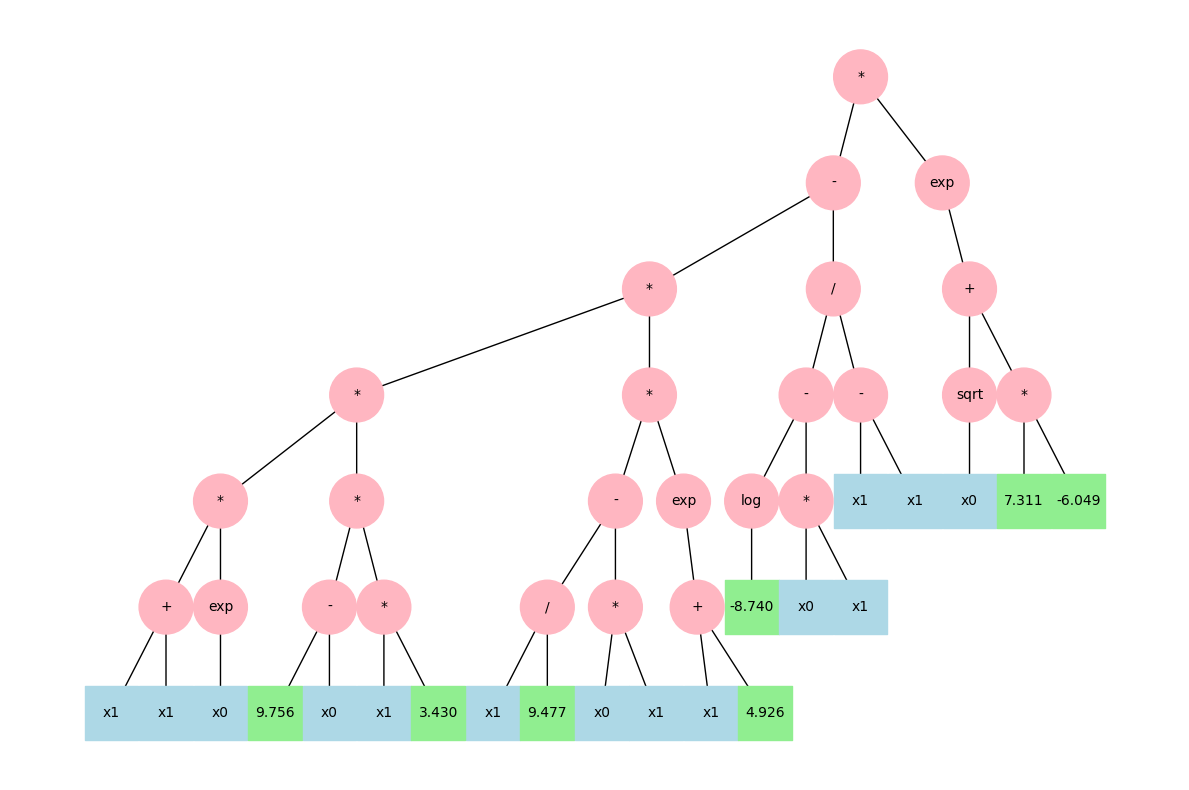 *
- exp
* / +
* * - - sqrt *
* * - exp log * x1 x1 x0 7.311 -6.049
+ exp - * / * + -8.740 x0 x1
x1 x1 x0 9.756 x0 x1 3.430 x1 9.477 x0 x1 x1 4.926